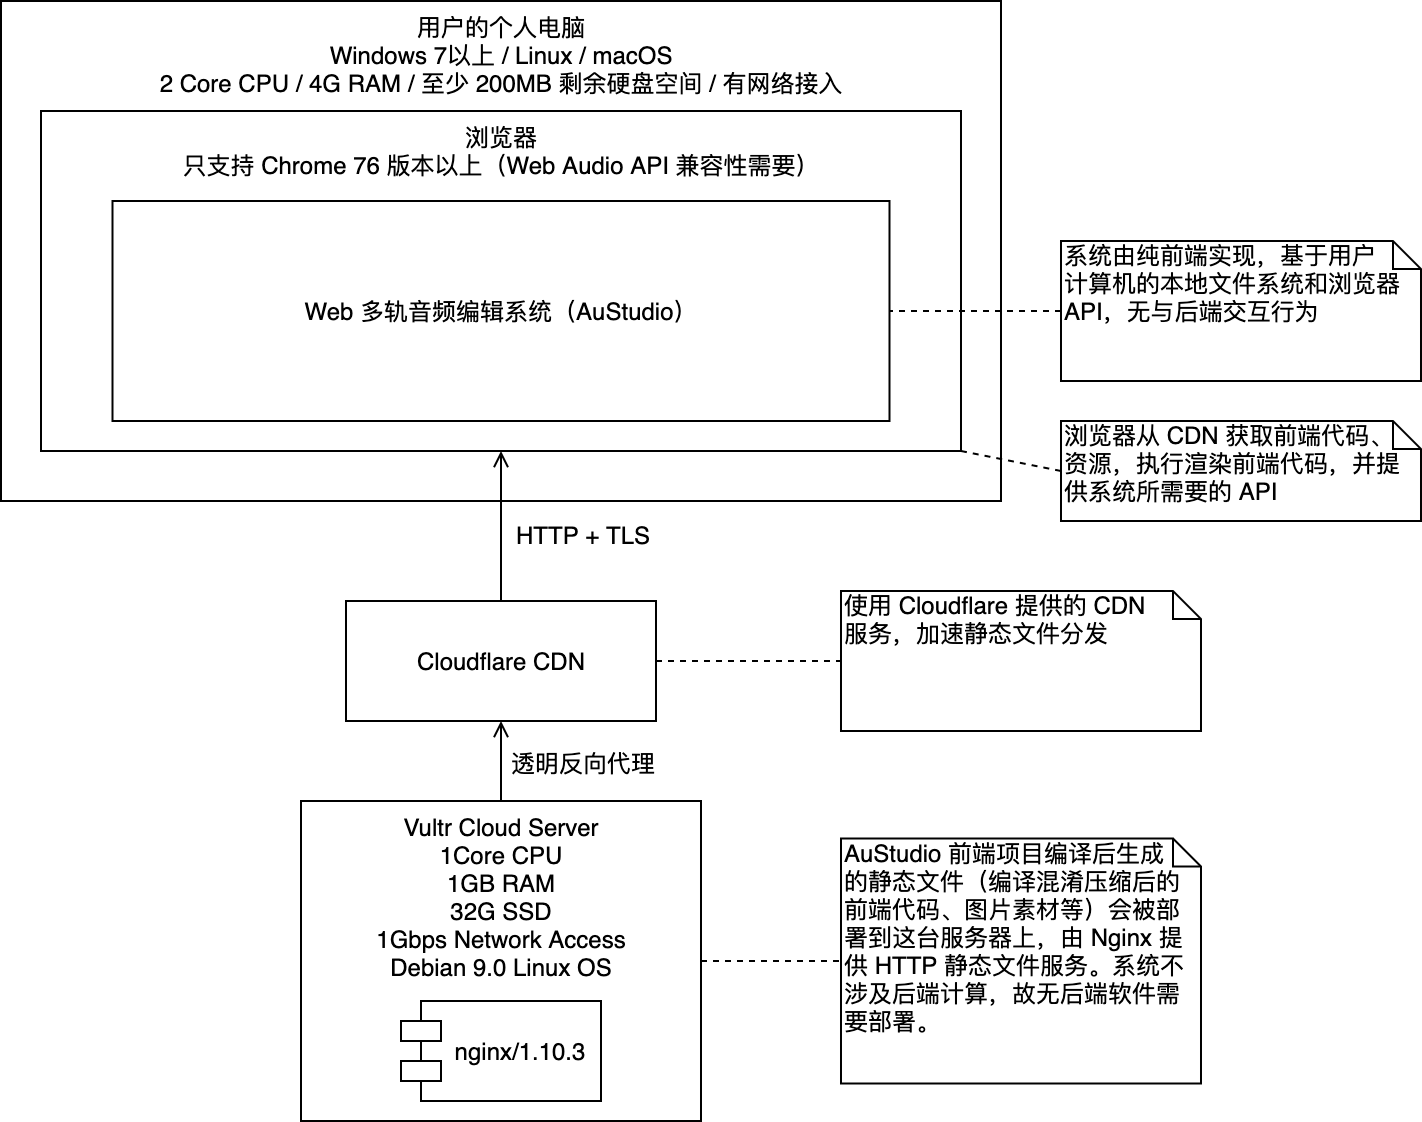 用户的个人电脑
Windows 7以上 / Linux / macOS
2 Core CPU / 4G RAM / 至少 200MB 剩余硬盘空间 / 有网络接入
浏览器
只支持 Chrome 76 版本以上（Web Audio API 兼容性需要）
Web 多轨音频编辑系统（AuStudio）
系统由纯前端实现，基于用户
计算机的本地文件系统和浏览器
API，无与后端交互行为
浏览器从 CDN 获取前端代码、
资源，执行渲染前端代码，并提
供系统所需要的 API
HTTP + TLS
Cloudflare CDN
使用 Cloudflare 提供的 CDN
服务，加速静态文件分发
透明反向代理
Vultr Cloud Server
1Core CPU
1GB RAM
32G SSD
1Gbps Network Access
Debian 9.0 Linux OS
nginx/1.10.3
AuStudio 前端项目编译后生成
的静态文件（编译混淆压缩后的
前端代码、图片素材等）会被部
署到这台服务器上，由 Nginx 提
供 HTTP 静态文件服务。系统不
涉及后端计算，故无后端软件需
要部署。